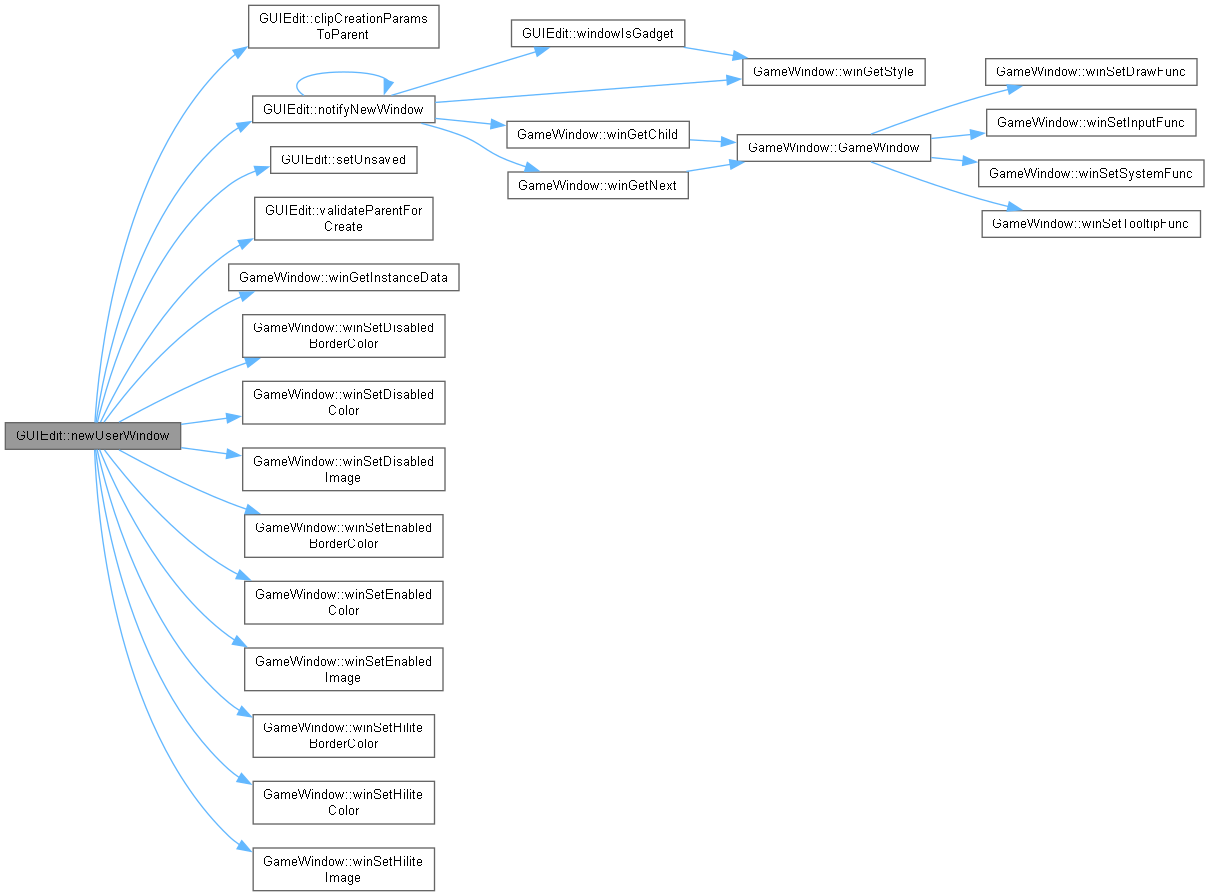 GUIEdit::clipCreationParams
ToParent
GUIEdit::windowIsGadget
GameWindow::winGetStyle
GameWindow::winSetDrawFunc
GUIEdit::notifyNewWindow
GameWindow::winSetInputFunc
GameWindow::winGetChild
GameWindow::GameWindow
GUIEdit::setUnsaved
GameWindow::winSetSystemFunc
GameWindow::winGetNext
GUIEdit::validateParentFor
Create
GameWindow::winSetTooltipFunc
GameWindow::winGetInstanceData
GameWindow::winSetDisabled
BorderColor
GameWindow::winSetDisabled
Color
GUIEdit::newUserWindow
GameWindow::winSetDisabled
Image
GameWindow::winSetEnabled
BorderColor
GameWindow::winSetEnabled
Color
GameWindow::winSetEnabled
Image
GameWindow::winSetHilite
BorderColor
GameWindow::winSetHilite
Color
GameWindow::winSetHilite
Image